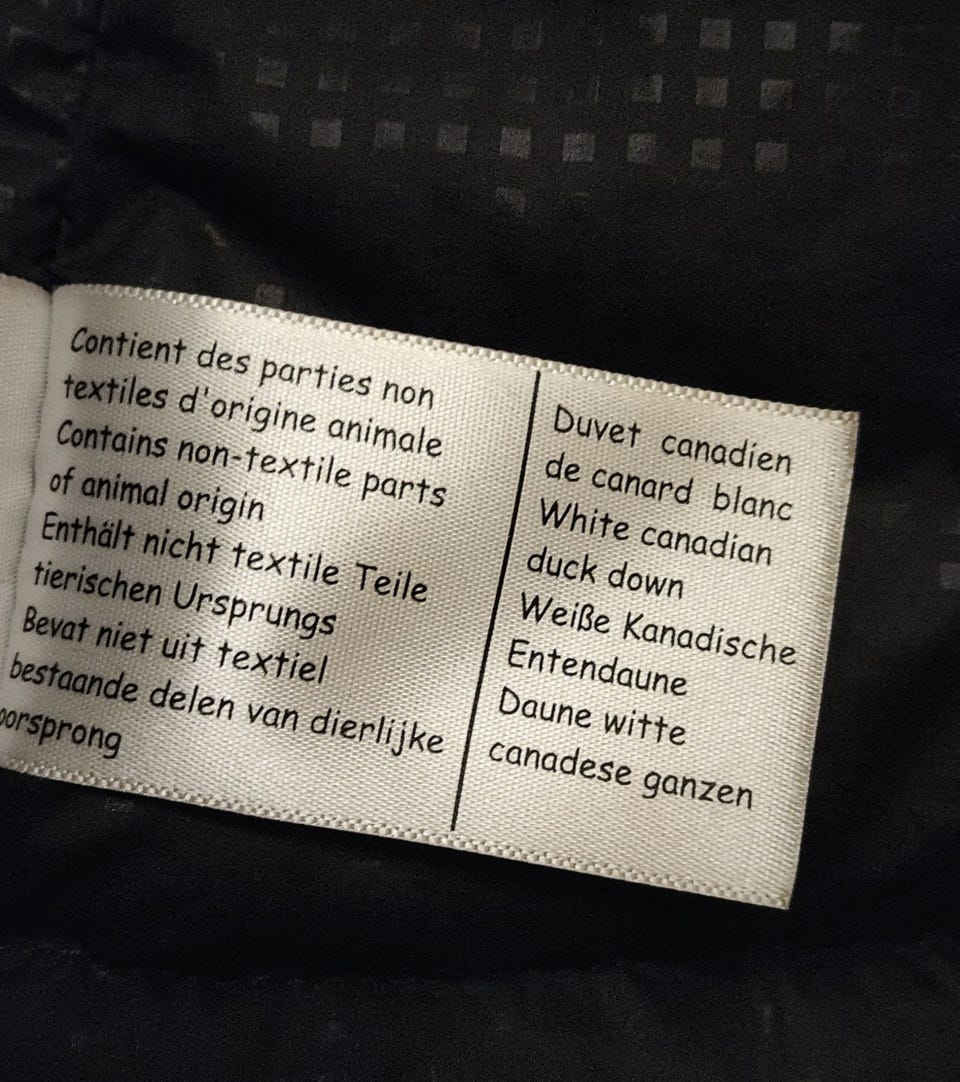 Contient des parties non
textiles d'origine animale
Contains non-textile parts
of animal origin
Enthält nicht textile Teile
tierischen Ursprungs
Bevat niet uit textiel
bestaande delen van dierlijke
oorsprong
Duvet canadien
de canard blanc
White canadian
duck down
Weiße Kanadische
Entendaune
Daune witte
canadese ganzen